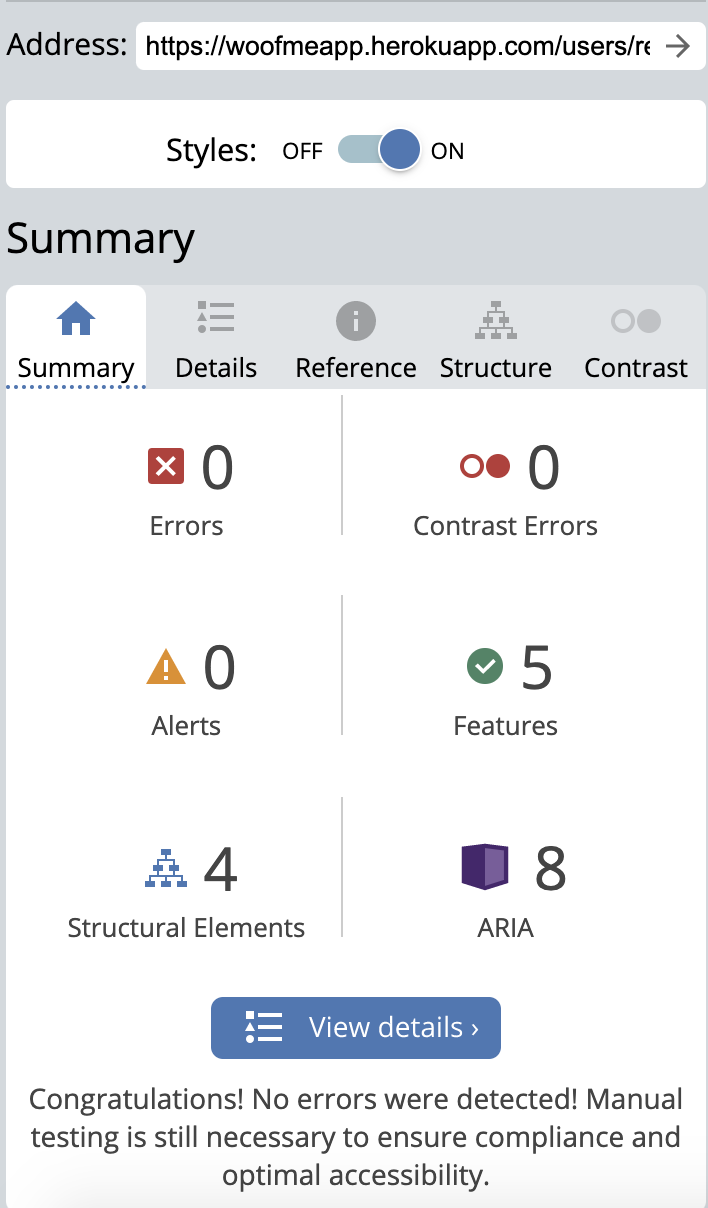 Address: https://woofmeapp.herokuapp.com/users/re
Styles: OFF ON
Summary
Summary Details Reference Structure Contrast
0 0
Errors Contrast Errors
0 5
Alerts Features
4 8
Structural Elements ARIA
View details ›
Congratulations! No errors were detected! Manual
testing is still necessary to ensure compliance and
optimal accessibility.